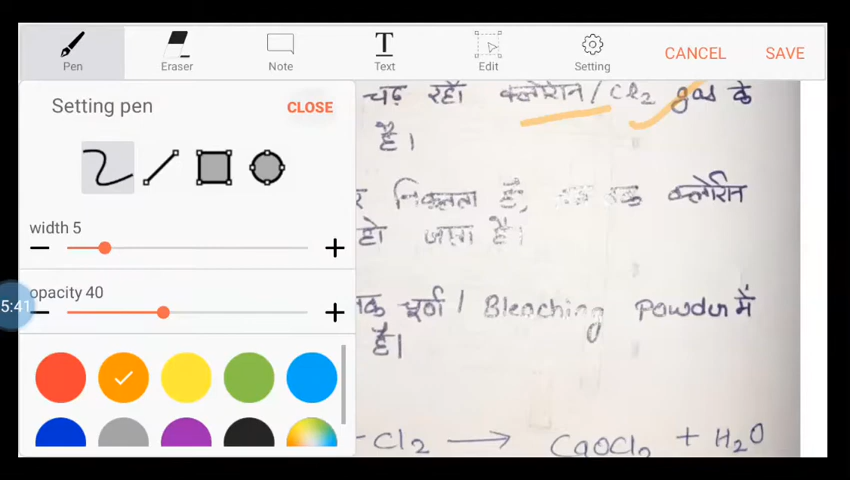 Pen Eraser Note Text Edit Setting CANCEL SAVE
Setting pen CLOSE
width 5
opacity 40
5:41
चढ़ रहा क्लोरीन / Cl2 gas के
है।
निकलता है, क्लोरीन
हो जाता है।
चूर्ण / Bleaching Powder में
है।
Cl2 ⟶ CaOCl2 + H2O